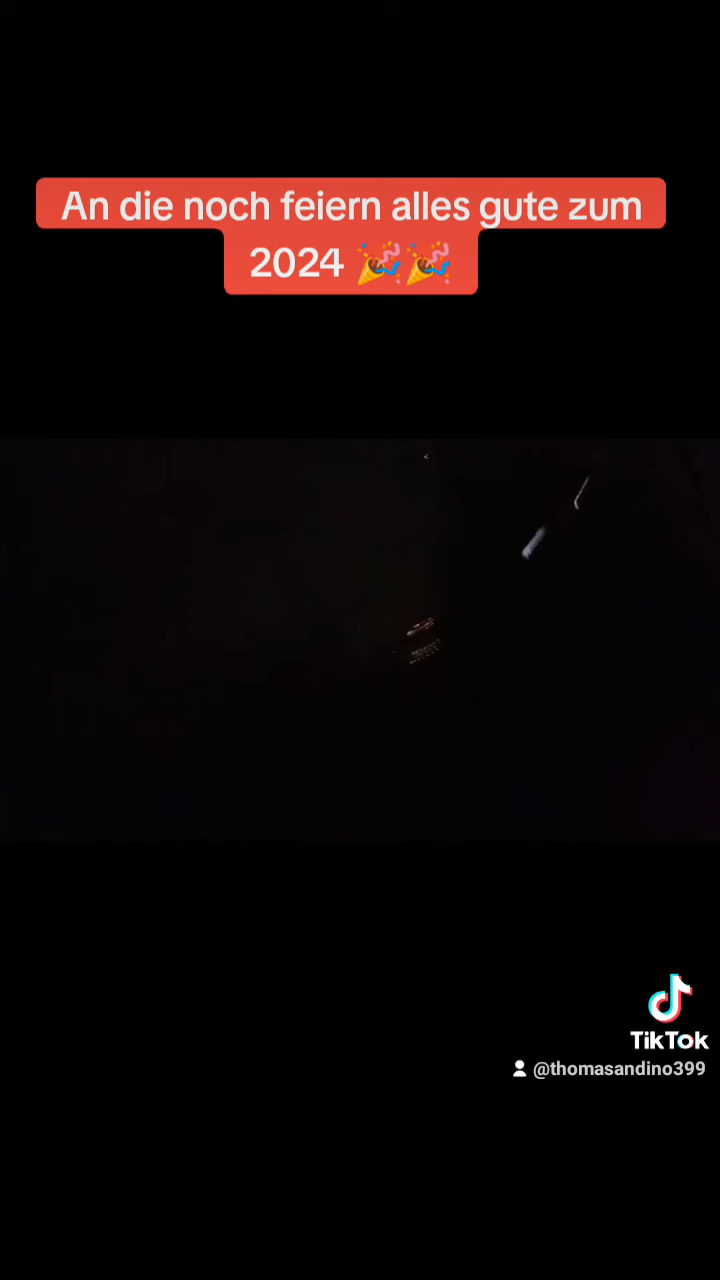 An die noch feiern alles gute zum
2024 🎉🎉
TikTok
@thomasandino399